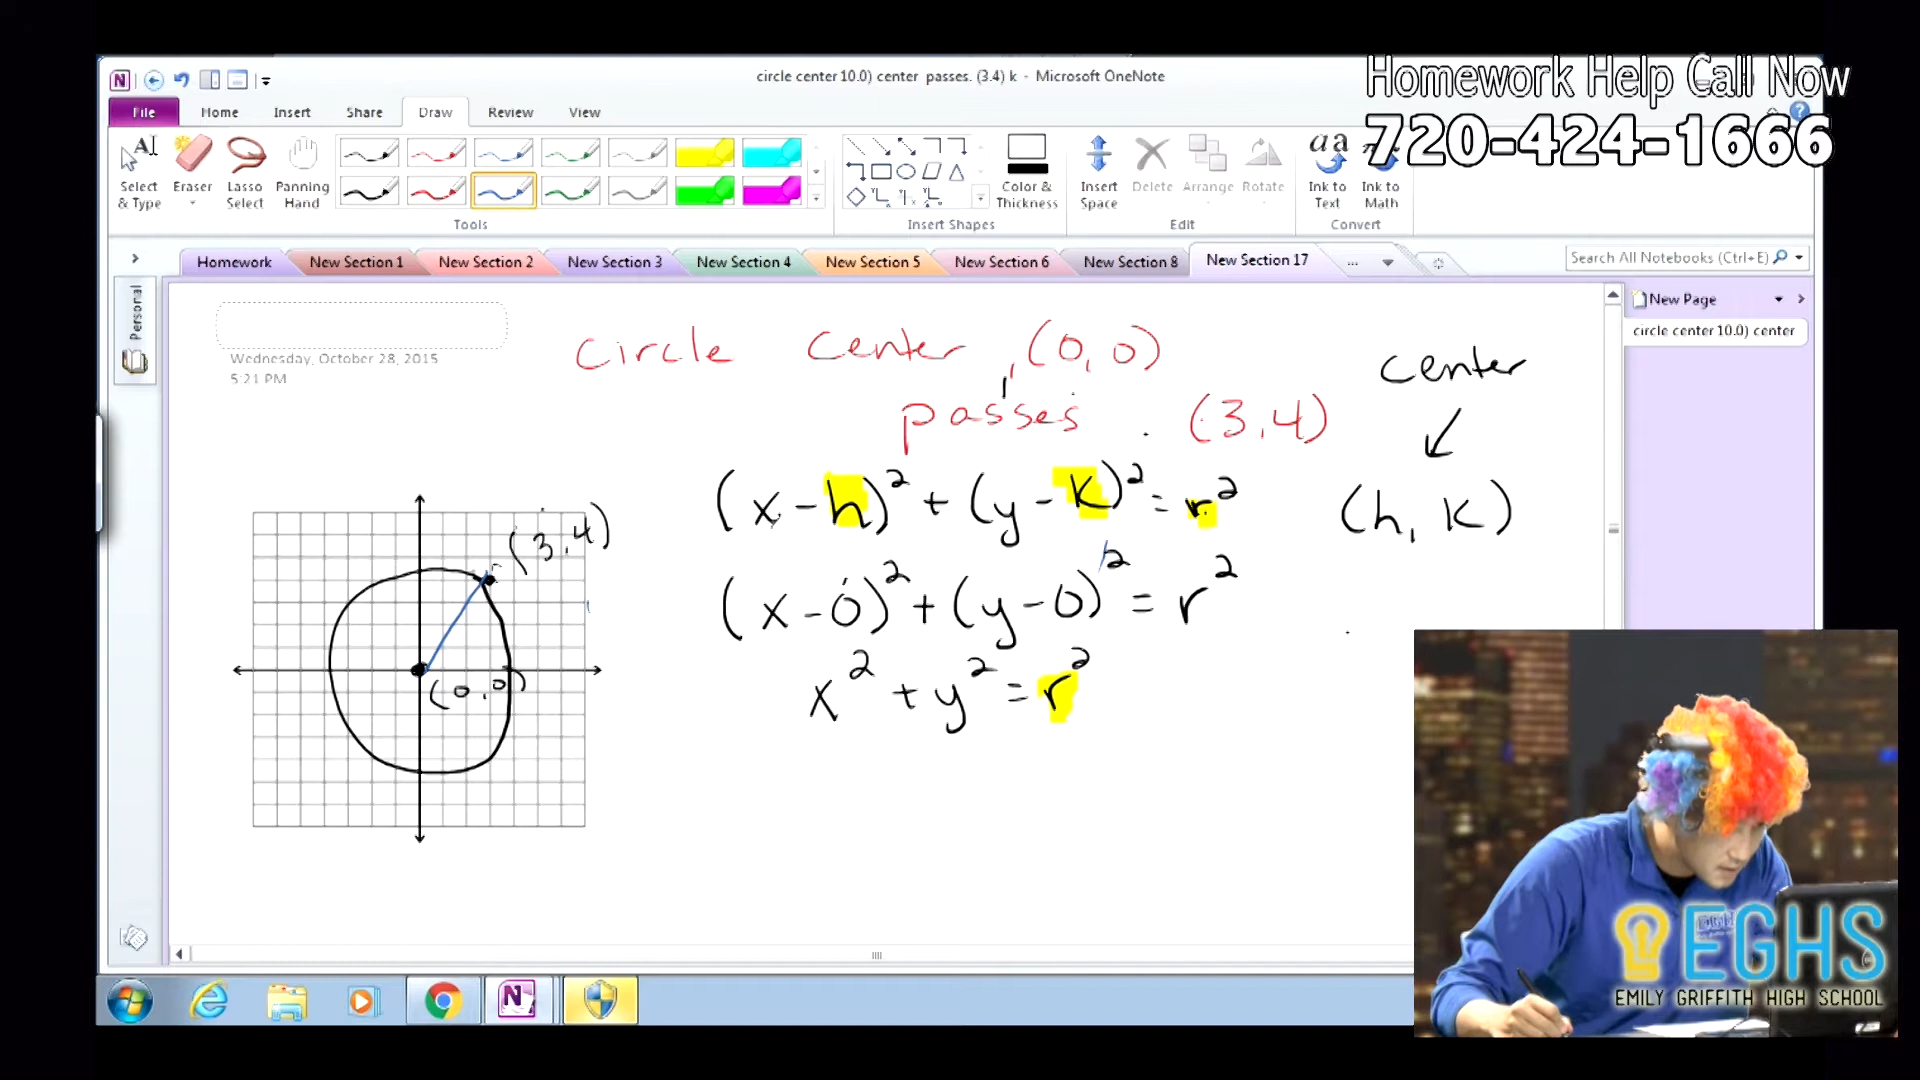 circle center 10.0) center passes. (3.4) k - Microsoft OneNote
Homework Help Call Now
720-424-1666
File Home Insert Share Draw Review View
Select & Type
Eraser
Lasso Select
Panning Hand
Color & Thickness
Insert Space
Delete
Arrange
Rotate
Ink to Text
Ink to Math
Tools
Insert Shapes
Edit
Convert
Homework New Section 1 New Section 2 New Section 3 New Section 4 New Section 5 New Section 6 New Section 8 New Section 17 ...
Search All Notebooks (Ctrl+E)
Personal
New Page
circle center 10.0) center
Wednesday, October 28, 2015
5:21 PM
circle center, (0,0)
passes (3,4)
center
(h, k)
(x-h)² + (y-k)² = r²
(x-0)² + (y-0)² = r²
x² + y² = r²
(3,4)
(0,0)
EGHS
EMILY GRIFFITH HIGH SCHOOL